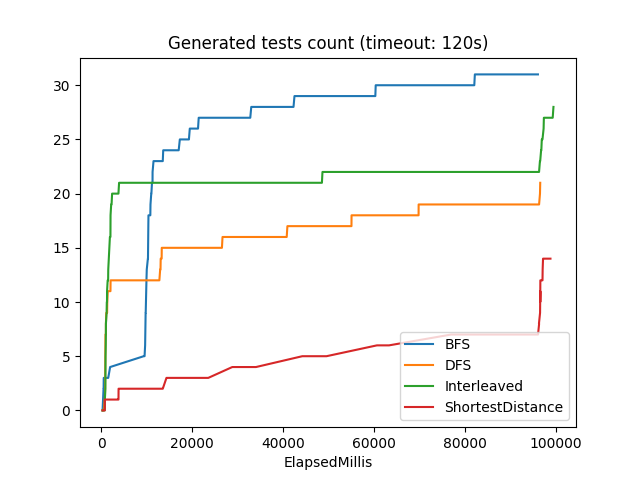 Generated tests count (timeout: 120s)
30
25
20
15
10
5
0
BFS
DFS
Interleaved
ShortestDistance
0 20000 40000 60000 80000 100000
ElapsedMillis